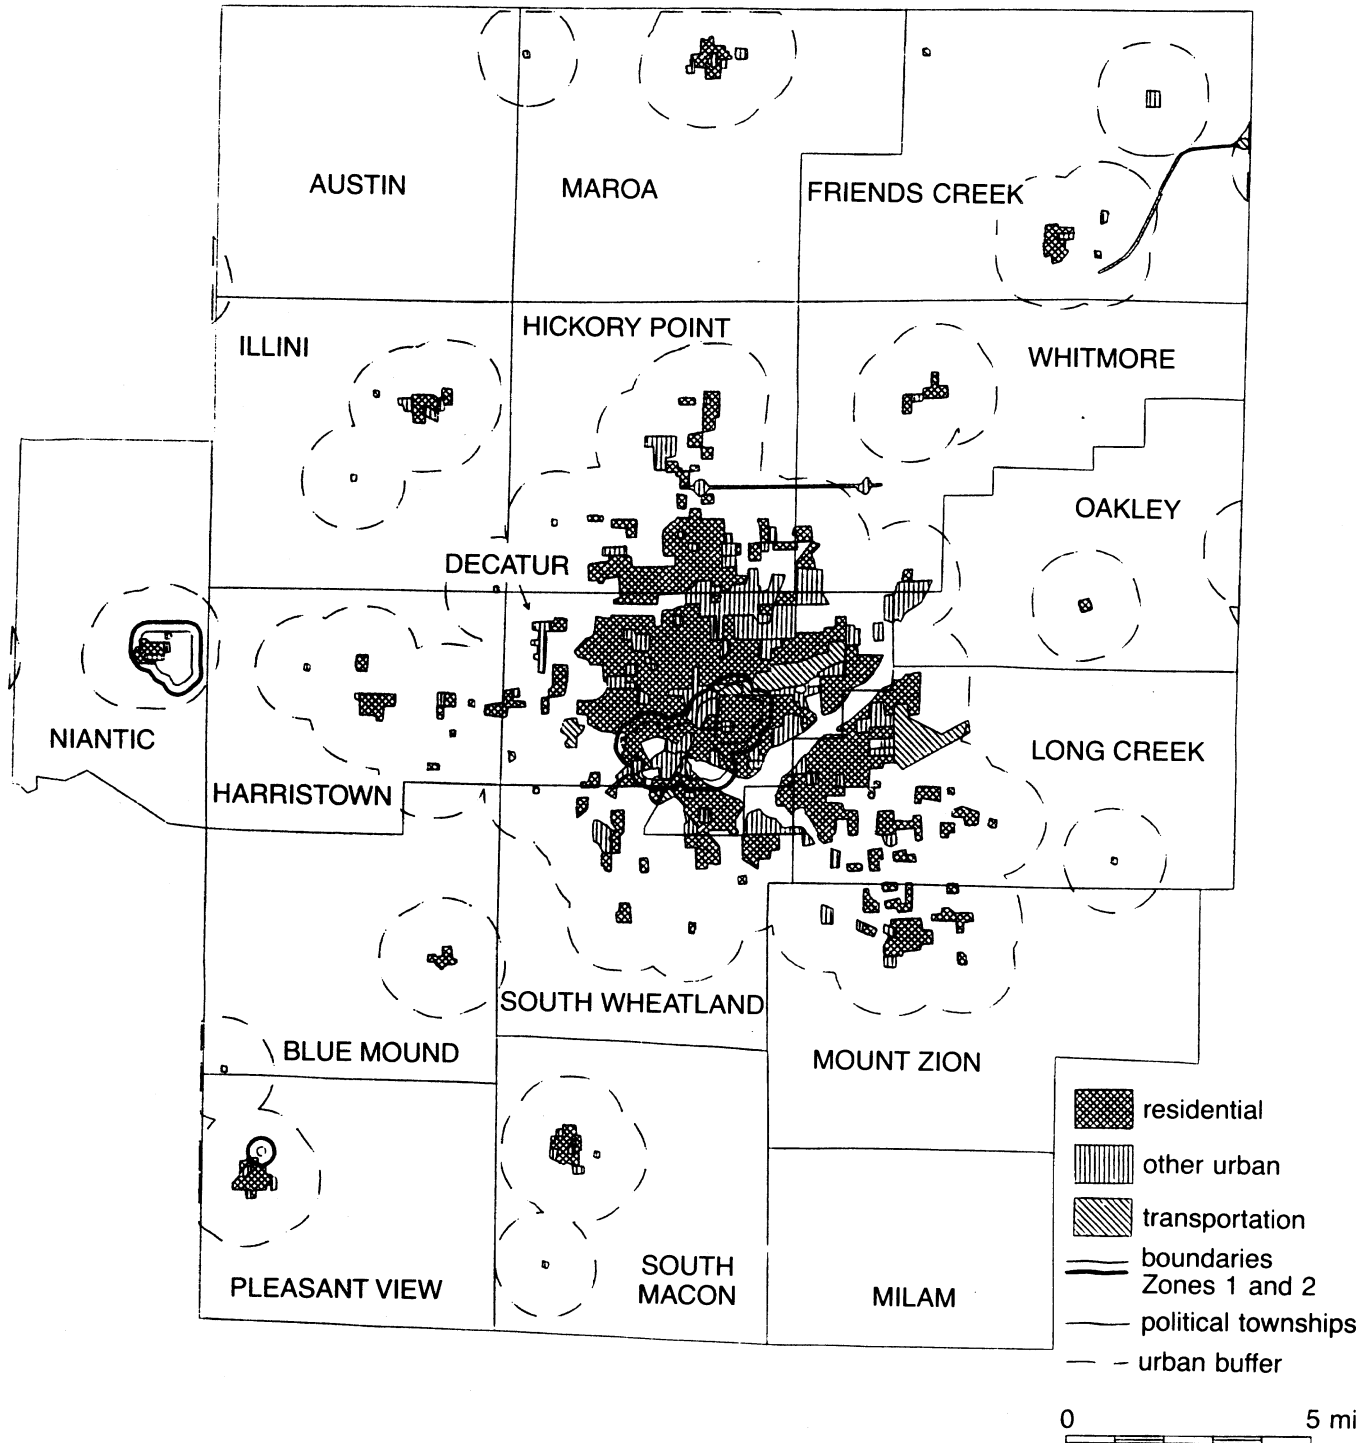 AUSTIN
MAROA
FRIENDS CREEK
ILLINI
HICKORY POINT
WHITMORE
OAKLEY
DECATUR
NIANTIC
HARRISTOWN
LONG CREEK
SOUTH WHEATLAND
BLUE MOUND
MOUNT ZION
PLEASANT VIEW
SOUTH
MACON
MILAM
residential
other urban
transportation
boundaries
Zones 1 and 2
political townships
urban buffer
0 5 mi